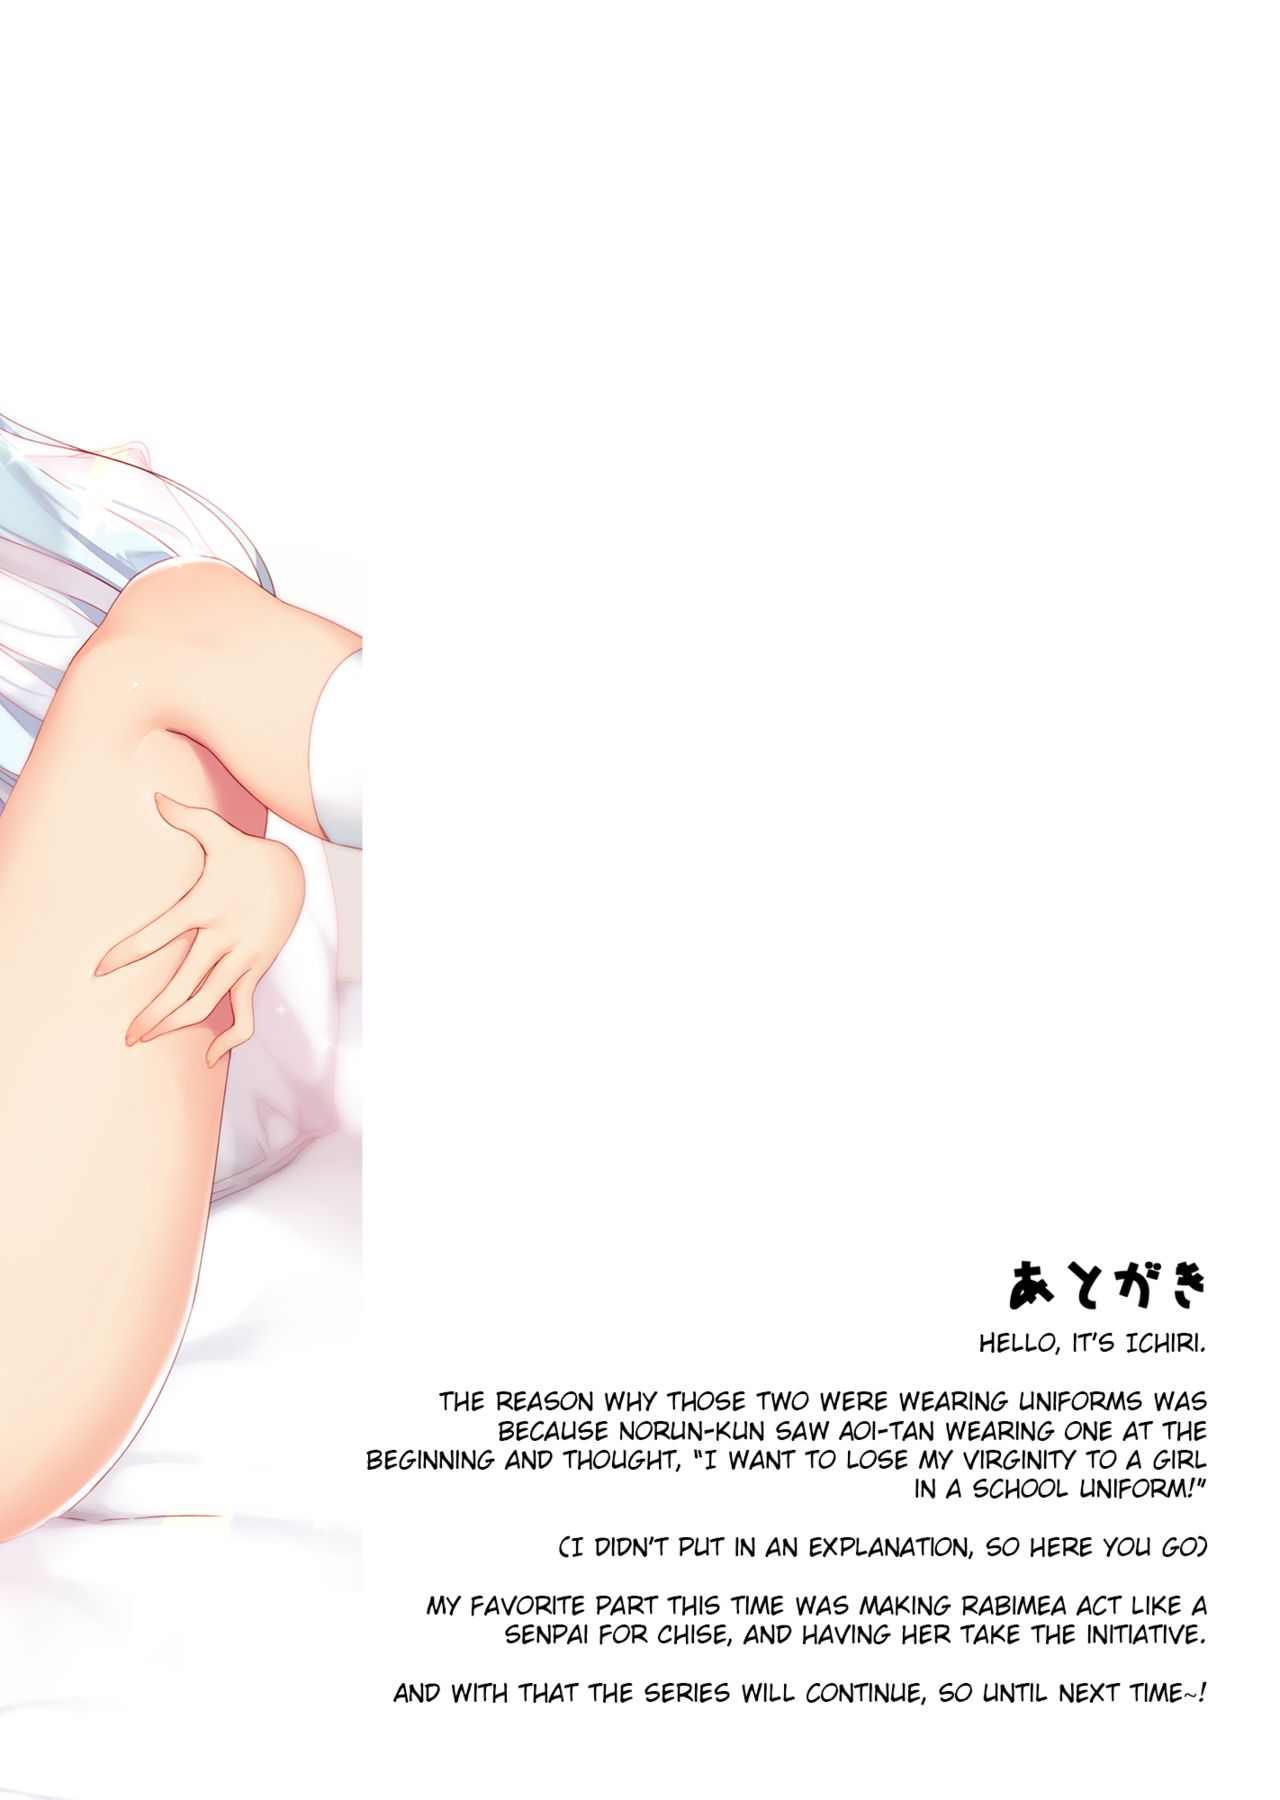 あとがき
HELLO, IT'S ICHIRI.
THE REASON WHY THOSE TWO WERE WEARING UNIFORMS WAS
BECAUSE NORUN-KUN SAW AOI-TAN WEARING ONE AT THE
BEGINNING AND THOUGHT, "I WANT TO LOSE MY VIRGINITY TO A GIRL
IN A SCHOOL UNIFORM!"
(I DIDN'T PUT IN AN EXPLANATION, SO HERE YOU GO)
MY FAVORITE PART THIS TIME WAS MAKING RABIMEA ACT LIKE A
SENPAI FOR CHISE, AND HAVING HER TAKE THE INITIATIVE.
AND WITH THAT THE SERIES WILL CONTINUE, SO UNTIL NEXT TIME~!